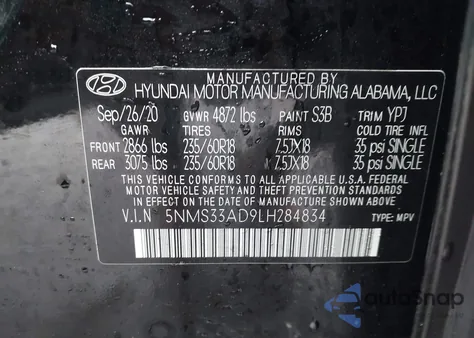 MANUFACTURED BY
HYUNDAI MOTOR MANUFACTURING ALABAMA, LLC
Sep/26/20 GVWR 4872 lbs PAINT S3B TRIM YPJ
GAWR TIRES RIMS COLD TIRE INFL
FRONT 2866 lbs 235/60R18 7.5JX18 35 psi SINGLE
REAR 3075 lbs 235/60R18 7.5JX18 35 psi SINGLE
THIS VEHICLE CONFORMS TO ALL APPLICABLE U.S.A FEDERAL
MOTOR VEHICLE SAFETY, BUMPER, AND THEFT PREVENTION STANDARDS
IN EFFECT ON THE DATE OF MANUFACTURE SHOWN ABOVE.
V.I.N 5NMS33AD9LH284834 TYPE: MPV
autoSnap